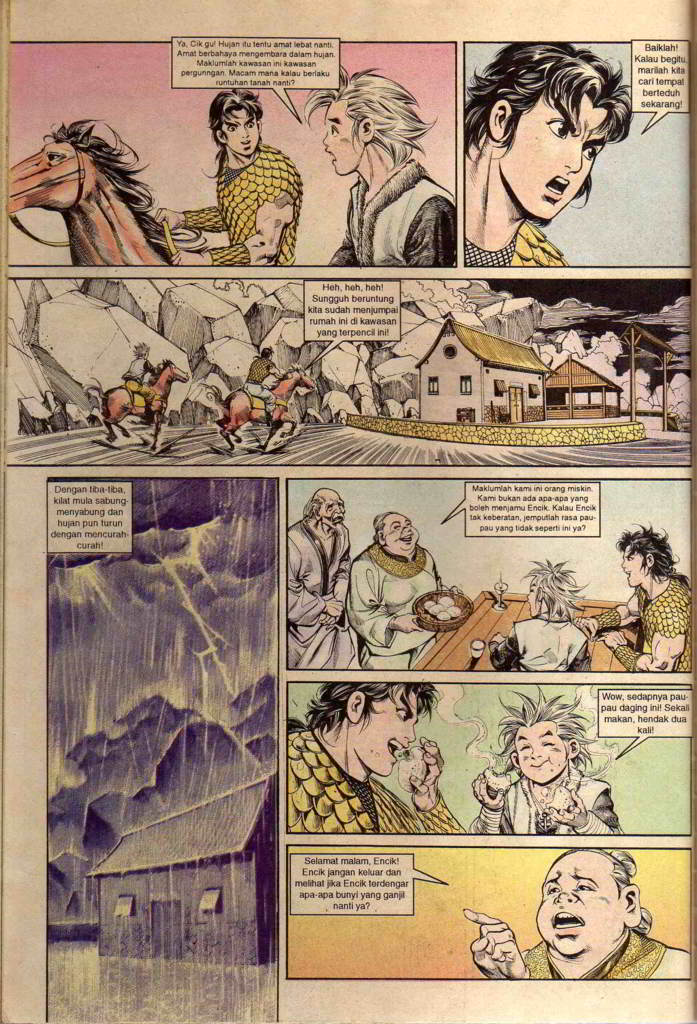 Ya, Cik gu! Hujan itu tentu amat lebat nanti.
Amat berbahaya mengembara dalam hujan.
Maklumlah kawasan ini kawasan
pergunngan. Macam mana kalau berlaku
runtuhan tanah nanti?
Baiklah!
Kalau begitu,
marilah kita
cari tempat
berteduh
sekarang!
Heh, heh, heh!
Sungguh beruntung
kita sudah menjumpai
rumah ini di kawasan
yang terpencil ini!
Dengan tiba-tiba,
kilat mula sabung-
menyabung dan
hujan pun turun
dengan mencurah-
curah!
Maklumlah kami ini orang miskin.
Kami bukan ada apa-apa yang
boleh menjamu Encik. Kalau Encik
tak keberatan, jemputlah rasa pau-
pau yang tidak seperti ini ya?
Wow, sedapnya pau-
pau daging ini! Sekali
makan, hendak dua
kali!
Selamat malam, Encik!
Encik jangan keluar dan
melihat jika Encik terdengar
apa-apa bunyi yang ganjil
nanti ya?